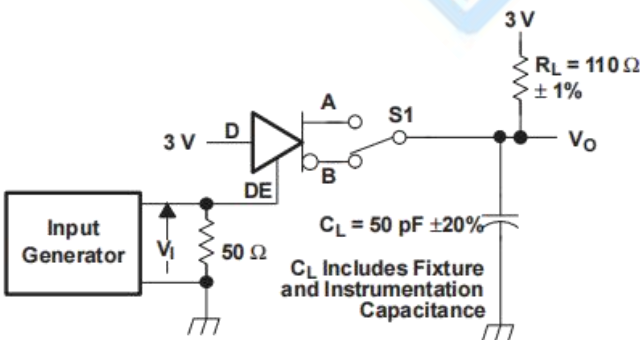 3 V
R_L = 110 Ω
± 1%
A
S1
3 V
D
V_O
B
DE
Input
Generator
V_I
50 Ω
C_L = 50 pF ±20%
C_L Includes Fixture
and Instrumentation
Capacitance